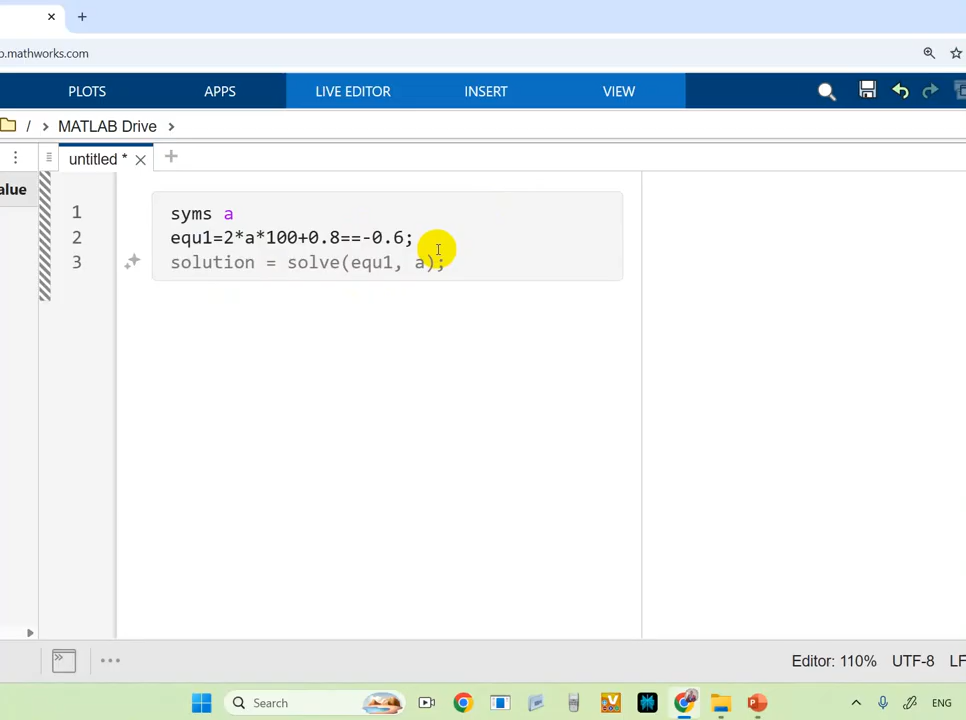 b.mathworks.com
PLOTS APPS LIVE EDITOR INSERT VIEW
/ > MATLAB Drive >
untitled *
alue
1 syms a
2 equ1=2*a*100+0.8==-0.6;
3 solution = solve(equ1, a);
Editor: 110% UTF-8 LF
Search
ENG